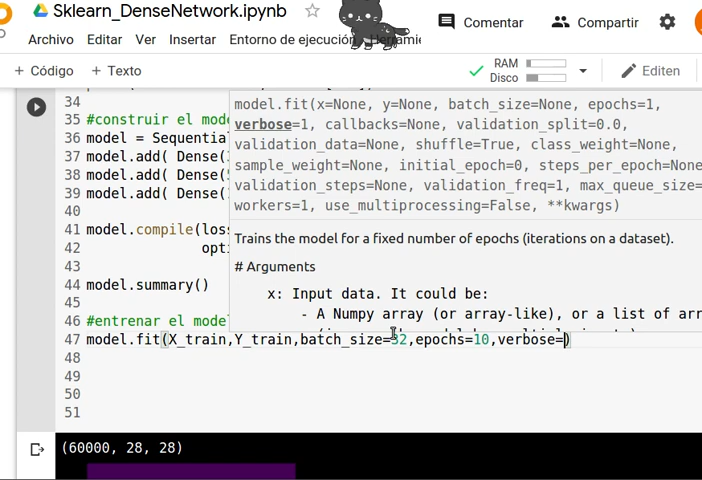 Sklearn_DenseNetwork.ipynb
Comentar
Compartir
Archivo Editar Ver Insertar Entorno de ejecución Herramie
+ Código + Texto
RAM
Disco
Editen
34
35 #construir el mode
36 model = Sequentia
37 model.add( Dense(
38 model.add( Dense(
39 model.add( Dense(
40
41 model.compile(los
42 opti
43
44 model.summary()
45
46 #entrenar el model
47 model.fit(X_train,Y_train,batch_size=32,epochs=10,verbose=)
48
49
50
51
model.fit(x=None, y=None, batch_size=None, epochs=1,
verbose=1, callbacks=None, validation_split=0.0,
validation_data=None, shuffle=True, class_weight=None,
sample_weight=None, initial_epoch=0, steps_per_epoch=None
validation_steps=None, validation_freq=1, max_queue_size=
workers=1, use_multiprocessing=False, **kwargs)
Trains the model for a fixed number of epochs (iterations on a dataset).
# Arguments
x: Input data. It could be:
- A Numpy array (or array-like), or a list of arr
(60000, 28, 28)